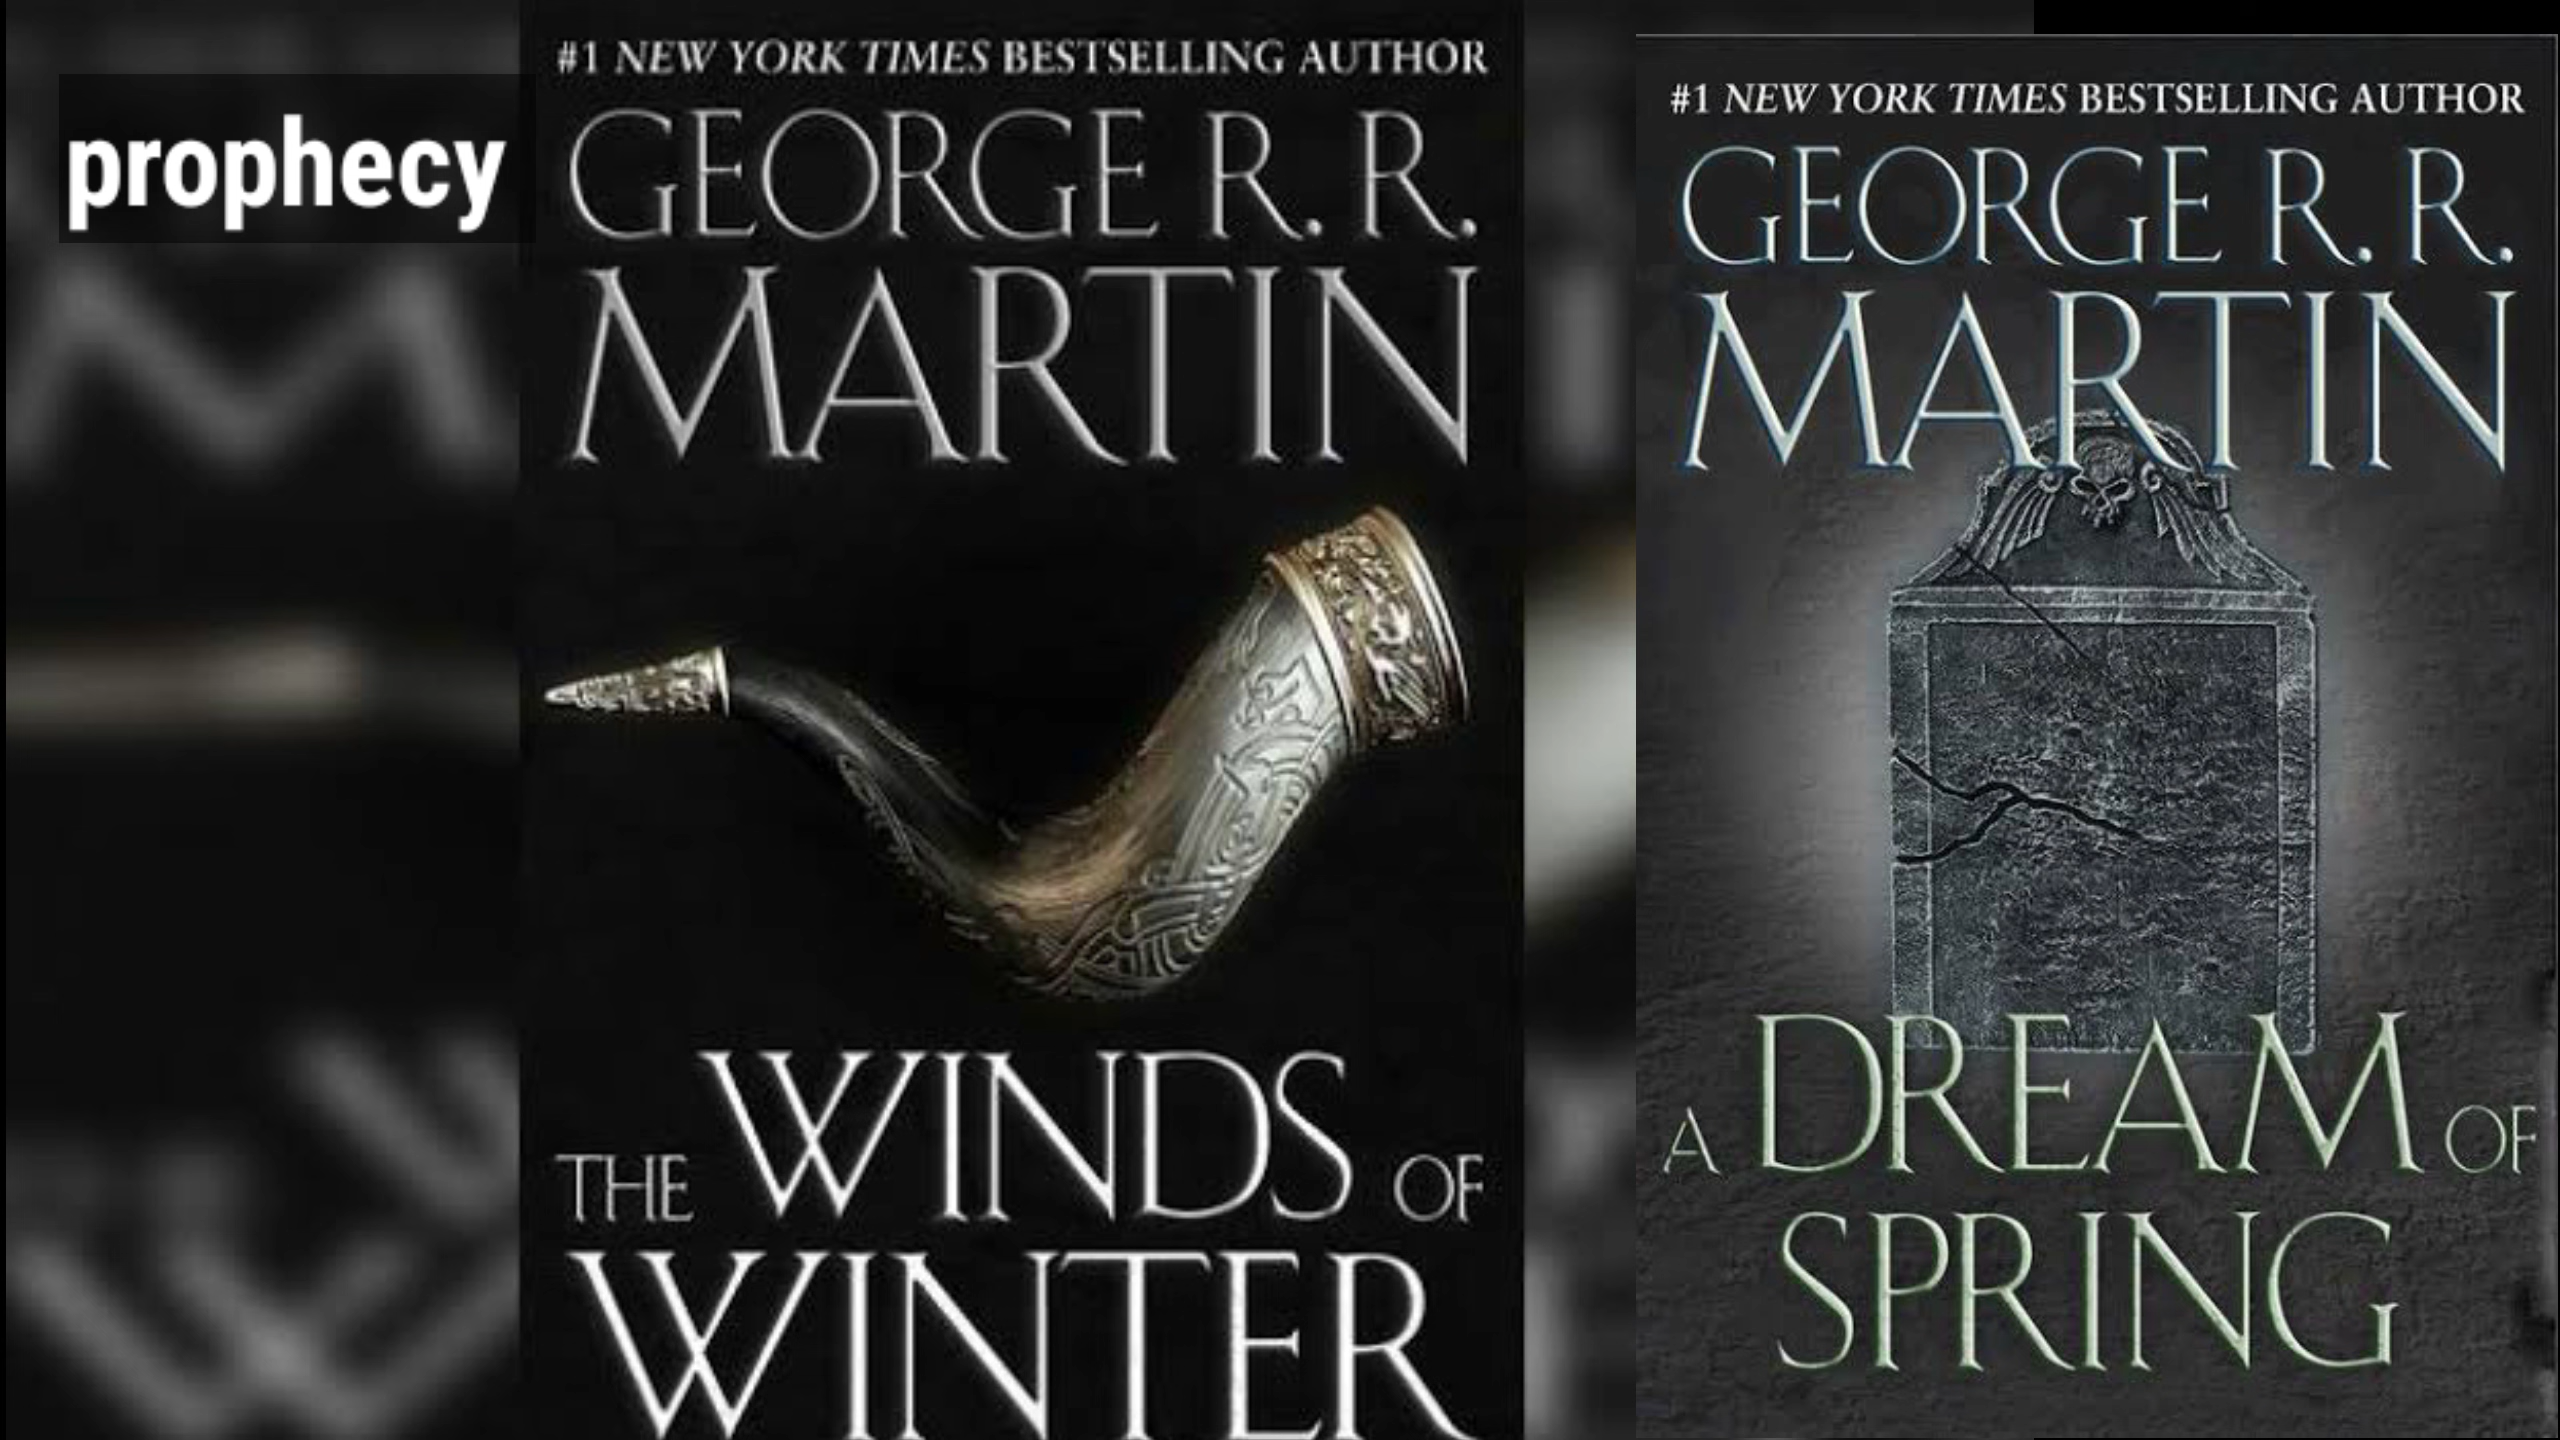 prophecy
#1 NEW YORK TIMES BESTSELLING AUTHOR
GEORGE R. R.
MARTIN
THE WINDS OF
WINTER
#1 NEW YORK TIMES BESTSELLING AUTHOR
GEORGE R. R.
MARTIN
A DREAM OF
SPRING